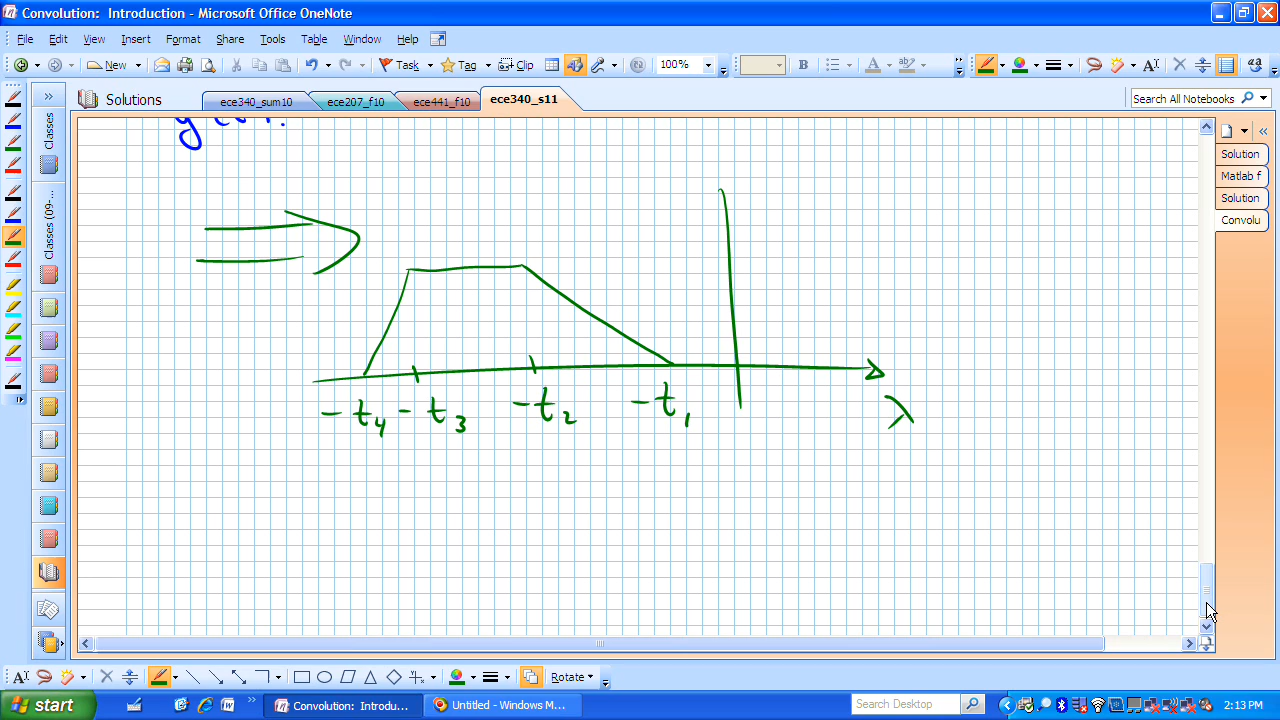 Convolution: Introduction - Microsoft Office OneNote
File Edit View Insert Format Share Tools Table Window Help
New Task Tag Clip 100% B A ab
Solutions ece340_sum10 ece207_f10 ece441_f10 ece340_s11 Search All Notebooks
Classes
Classes (09-...
Solution
Matlab f
Solution
Convolu
-t4 -t3 -t2 -t1 λ
A Rotate
start Convolution: Introdu... Untitled - Windows M... Search Desktop 2:13 PM